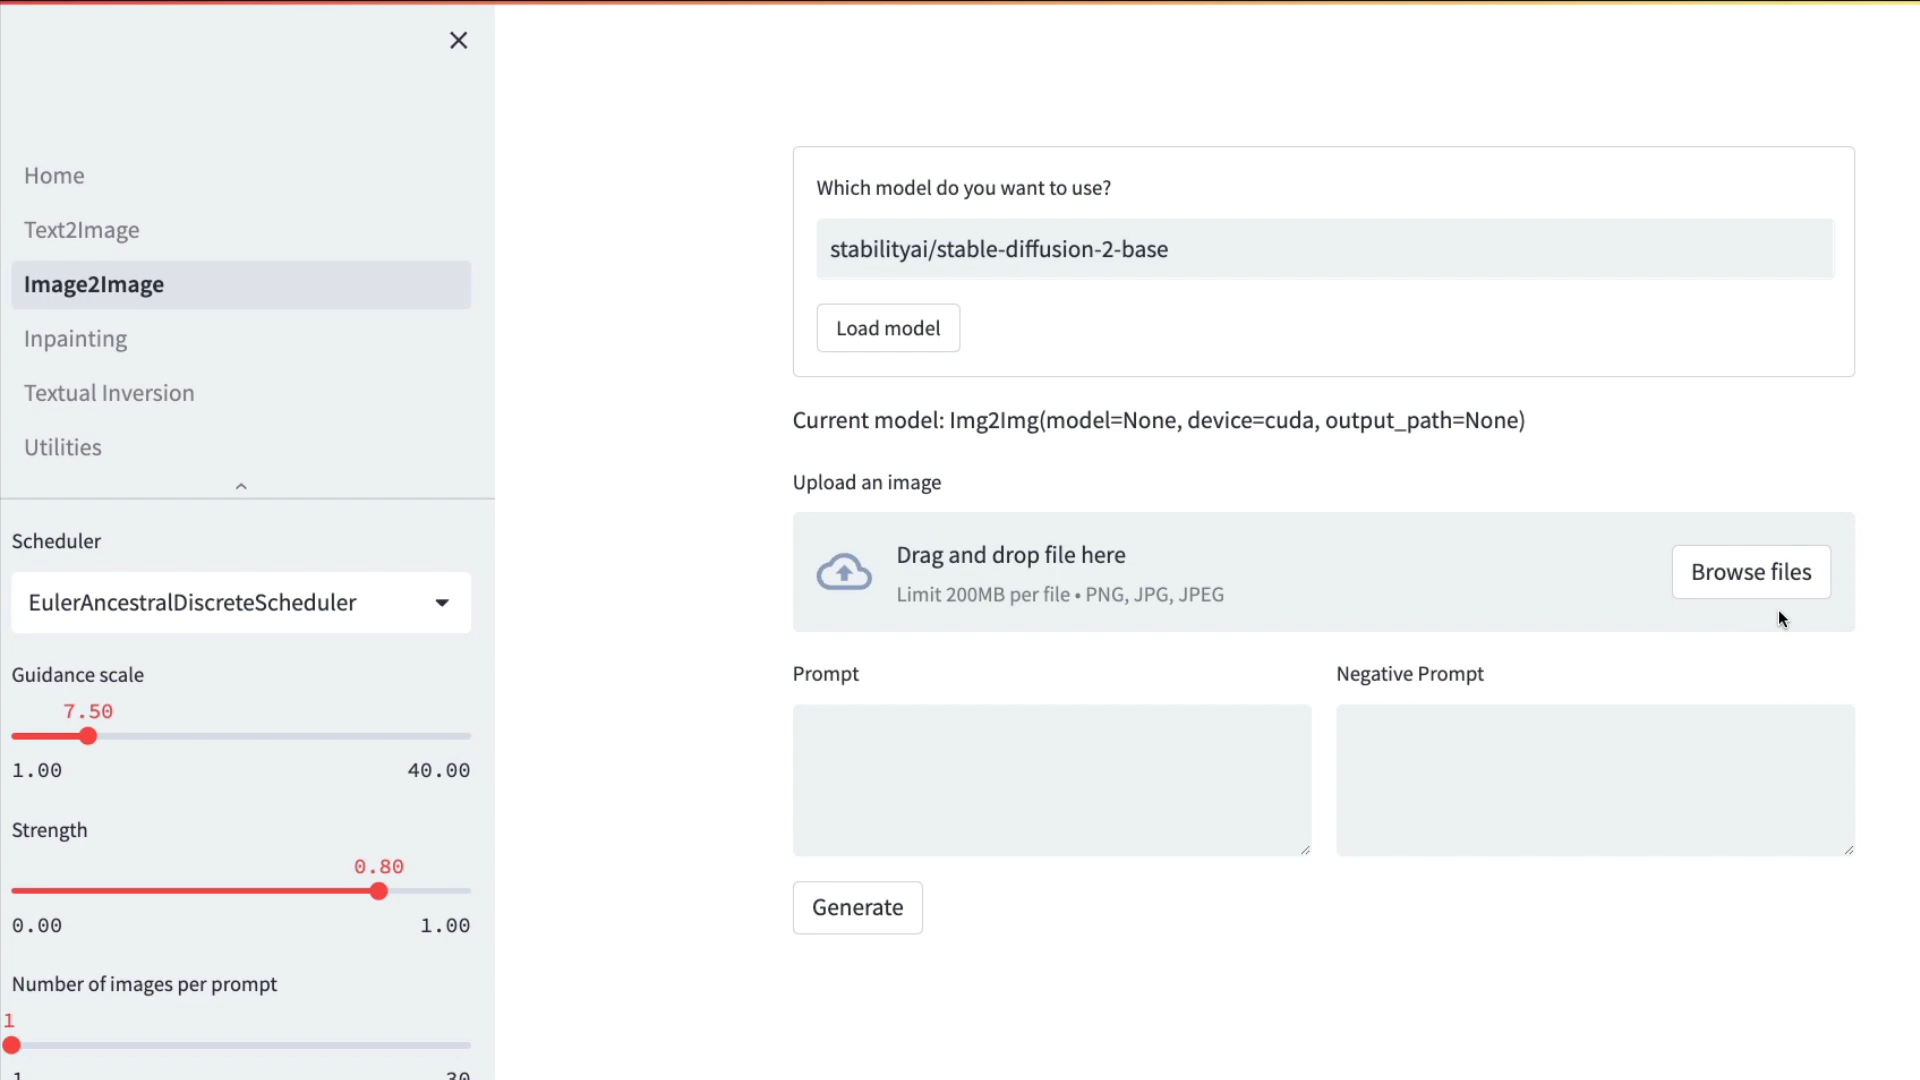 Home
Text2Image
Image2Image
Inpainting
Textual Inversion
Utilities
Scheduler
EulerAncestralDiscreteScheduler
Guidance scale
7.50
1.00 40.00
Strength
0.80
0.00 1.00
Number of images per prompt
1
1 30
Which model do you want to use?
stabilityai/stable-diffusion-2-base
Load model
Current model: Img2Img(model=None, device=cuda, output_path=None)
Upload an image
Drag and drop file here
Limit 200MB per file • PNG, JPG, JPEG
Browse files
Prompt
Negative Prompt
Generate